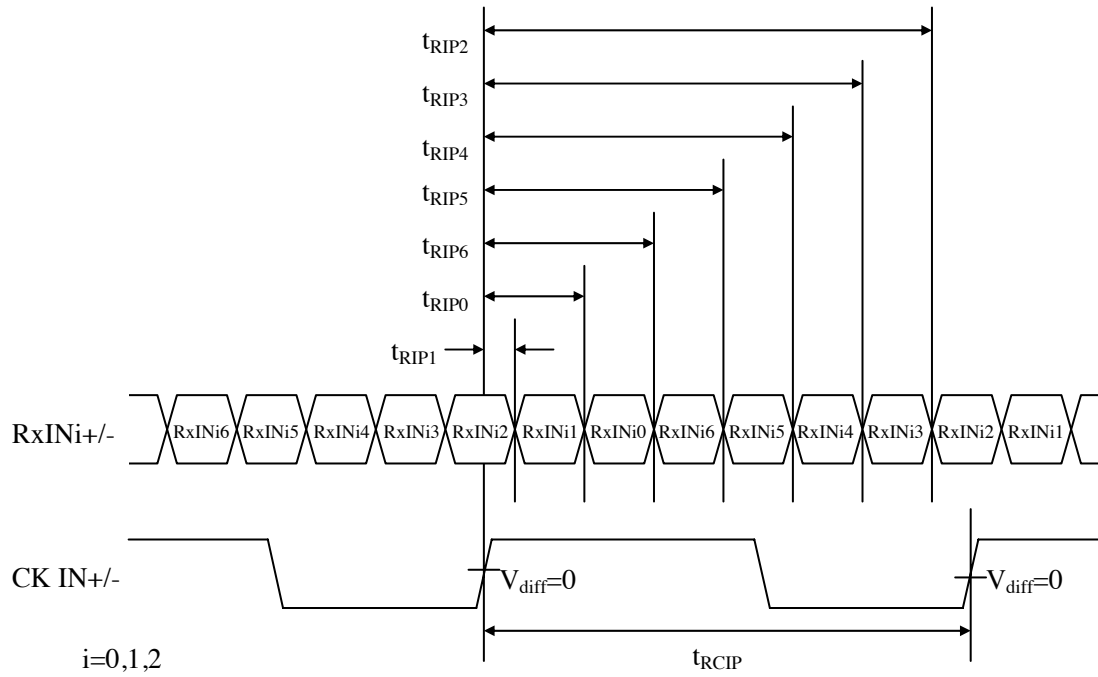 tRIP2
tRIP3
tRIP4
tRIP5
tRIP6
tRIP0
tRIP1
RxINi+/- RxINi6 RxINi5 RxINi4 RxINi3 RxINi2 RxINi1 RxINi0 RxINi6 RxINi5 RxINi4 RxINi3 RxINi2 RxINi1
CK IN+/- Vdiff=0 Vdiff=0
i=0,1,2 tRCIP